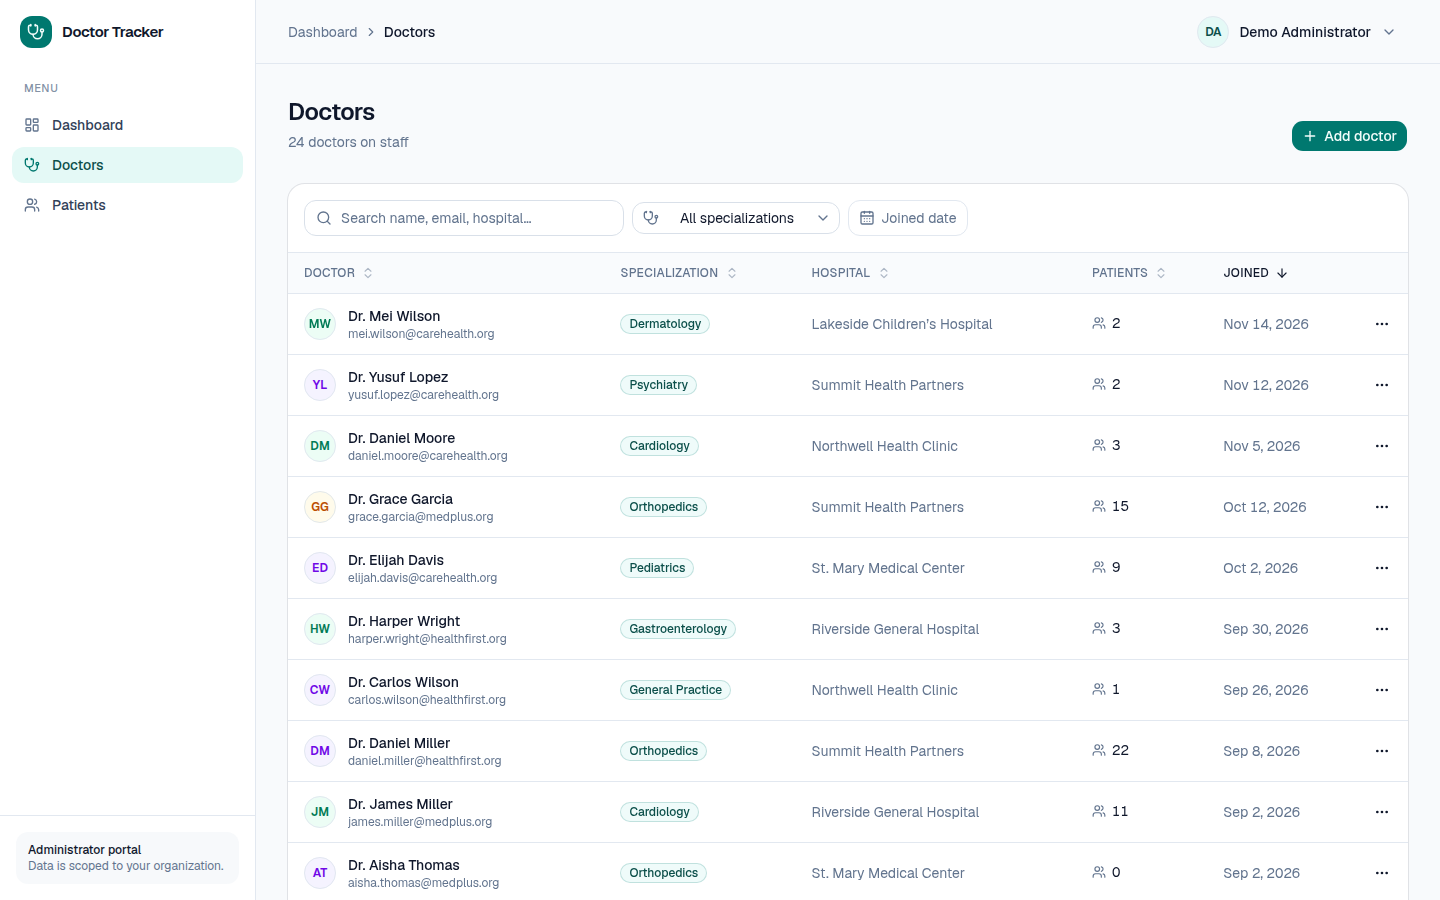 Doctor Tracker
MENU
Dashboard
Doctors
Patients
Administrator portal
Data is scoped to your organization.
Dashboard > Doctors
DA Demo Administrator
Doctors
24 doctors on staff
+ Add doctor
Search name, email, hospital…
All specializations
Joined date
DOCTOR SPECIALIZATION HOSPITAL PATIENTS JOINED
MW Dr. Mei Wilson
mei.wilson@carehealth.org
Dermatology Lakeside Children's Hospital 2 Nov 14, 2026
YL Dr. Yusuf Lopez
yusuf.lopez@carehealth.org
Psychiatry Summit Health Partners 2 Nov 12, 2026
DM Dr. Daniel Moore
daniel.moore@carehealth.org
Cardiology Northwell Health Clinic 3 Nov 5, 2026
GG Dr. Grace Garcia
grace.garcia@medplus.org
Orthopedics Summit Health Partners 15 Oct 12, 2026
ED Dr. Elijah Davis
elijah.davis@carehealth.org
Pediatrics St. Mary Medical Center 9 Oct 2, 2026
HW Dr. Harper Wright
harper.wright@healthfirst.org
Gastroenterology Riverside General Hospital 3 Sep 30, 2026
CW Dr. Carlos Wilson
carlos.wilson@healthfirst.org
General Practice Northwell Health Clinic 1 Sep 26, 2026
DM Dr. Daniel Miller
daniel.miller@healthfirst.org
Orthopedics Summit Health Partners 22 Sep 8, 2026
JM Dr. James Miller
james.miller@medplus.org
Cardiology Riverside General Hospital 11 Sep 2, 2026
AT Dr. Aisha Thomas
aisha.thomas@medplus.org
Orthopedics St. Mary Medical Center 0 Sep 2, 2026